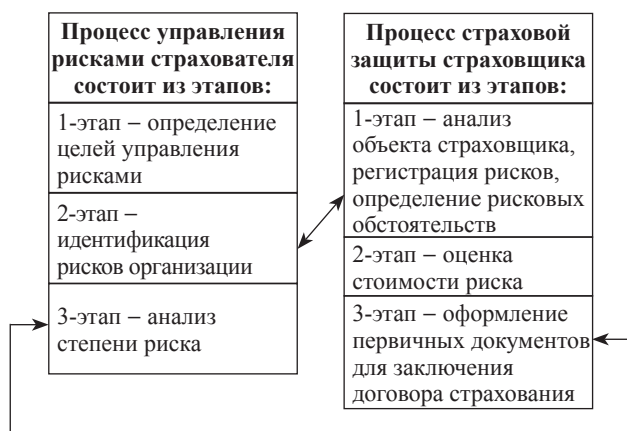 Процесс управления
рисками страхователя
состоит из этапов:
1-этап – определение
целей управления
рисками
2-этап –
идентификация
рисков организации
3-этап – анализ
степени риска
Процесс страховой
защиты страховщика
состоит из этапов:
1-этап – анализ
объекта страховщика,
регистрация рисков,
определение рисковых
обстоятельств
2-этап – оценка
стоимости риска
3-этап – оформление
первичных документов
для заключения
договора страхования